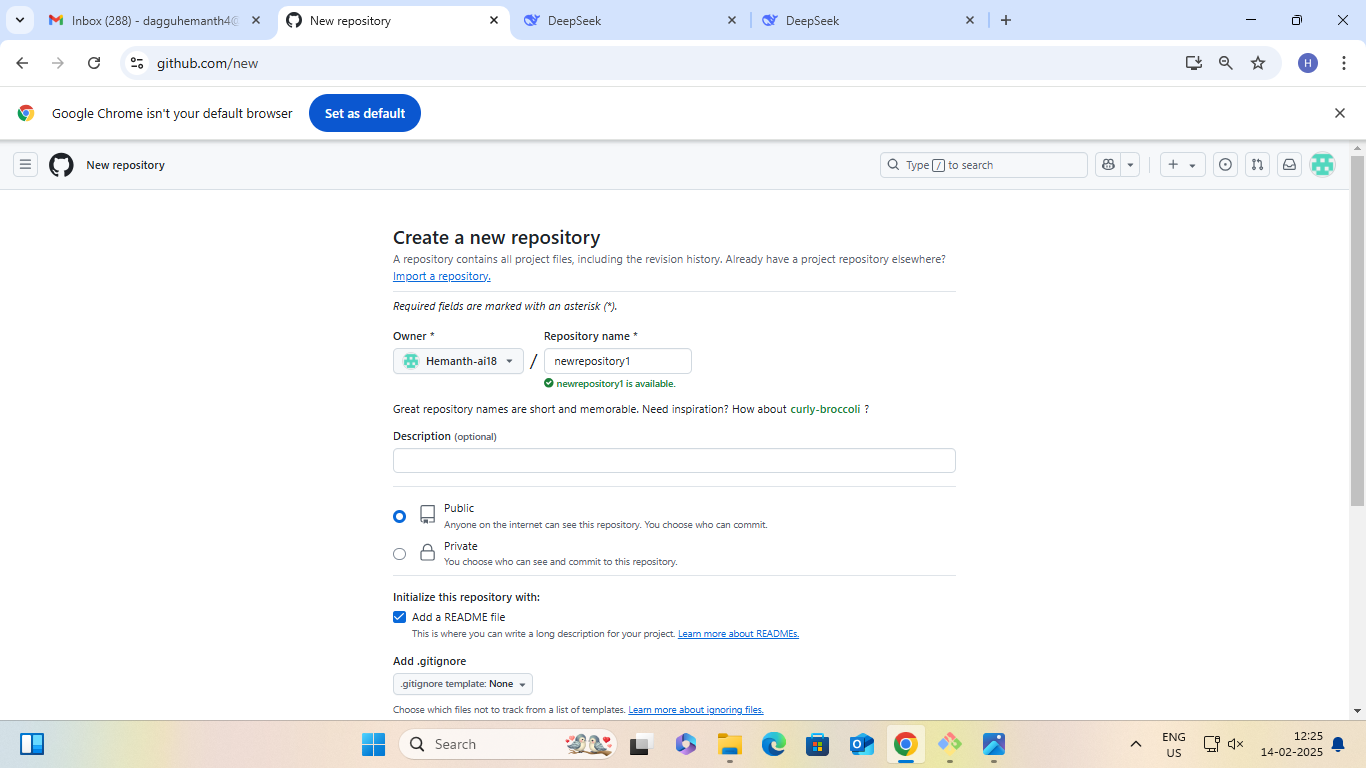 Inbox (288) - dagguhemanth4@
New repository
DeepSeek
DeepSeek
github.com/new
H
Google Chrome isn't your default browser
Set as default
New repository
Type / to search
Create a new repository
A repository contains all project files, including the revision history. Already have a project repository elsewhere?
Import a repository.
Required fields are marked with an asterisk (*).
Owner * Repository name *
Hemanth-ai18 / newrepository1
newrepository1 is available.
Great repository names are short and memorable. Need inspiration? How about curly-broccoli ?
Description (optional)
Public
Anyone on the internet can see this repository. You choose who can commit.
Private
You choose who can see and commit to this repository.
Initialize this repository with:
Add a README file
This is where you can write a long description for your project. Learn more about READMEs.
Add .gitignore
.gitignore template: None
Choose which files not to track from a list of templates. Learn more about ignoring files.
Search
ENG
US
12:25
14-02-2025